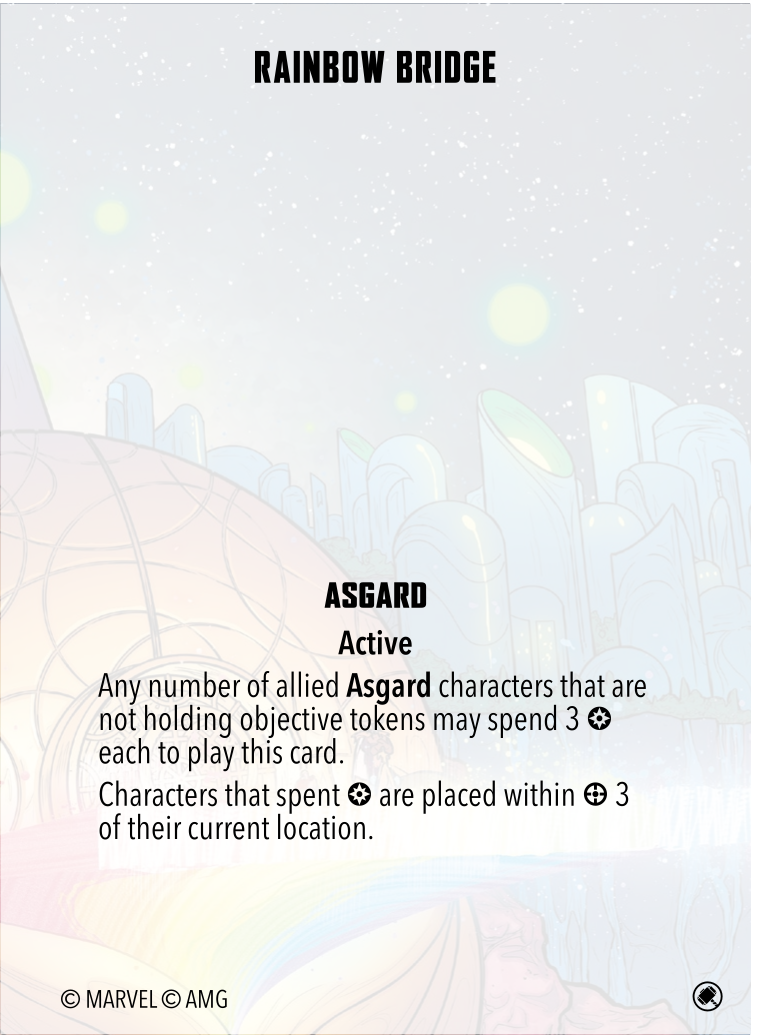 RAINBOW BRIDGE
ASGARD
Active
Any number of allied Asgard characters that are
not holding objective tokens may spend 3
each to play this card.
Characters that spent are placed within 3
of their current location.
© MARVEL © AMG